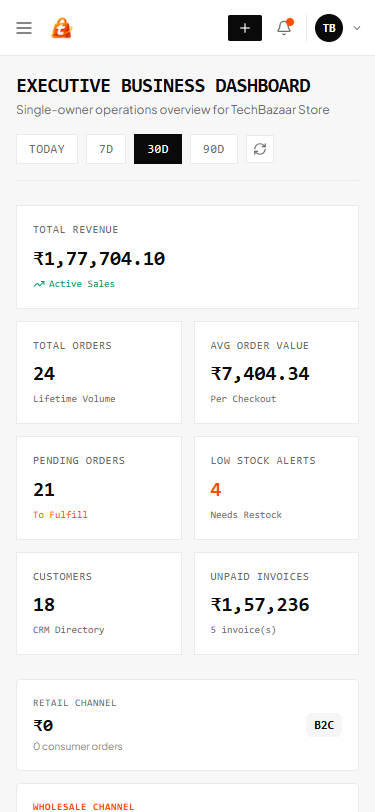 TB
EXECUTIVE BUSINESS DASHBOARD
Single-owner operations overview for TechBazaar Store
TODAY 7D 30D 90D
TOTAL REVENUE
₹1,77,704.10
Active Sales
TOTAL ORDERS
24
Lifetime Volume
AVG ORDER VALUE
₹7,404.34
Per Checkout
PENDING ORDERS
21
To Fulfill
LOW STOCK ALERTS
4
Needs Restock
CUSTOMERS
18
CRM Directory
UNPAID INVOICES
₹1,57,236
5 invoice(s)
RETAIL CHANNEL
₹0
B2C
0 consumer orders
WHOLESALE CHANNEL